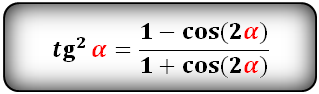 tg² α = (1 − cos(2α)) / (1 + cos(2α))